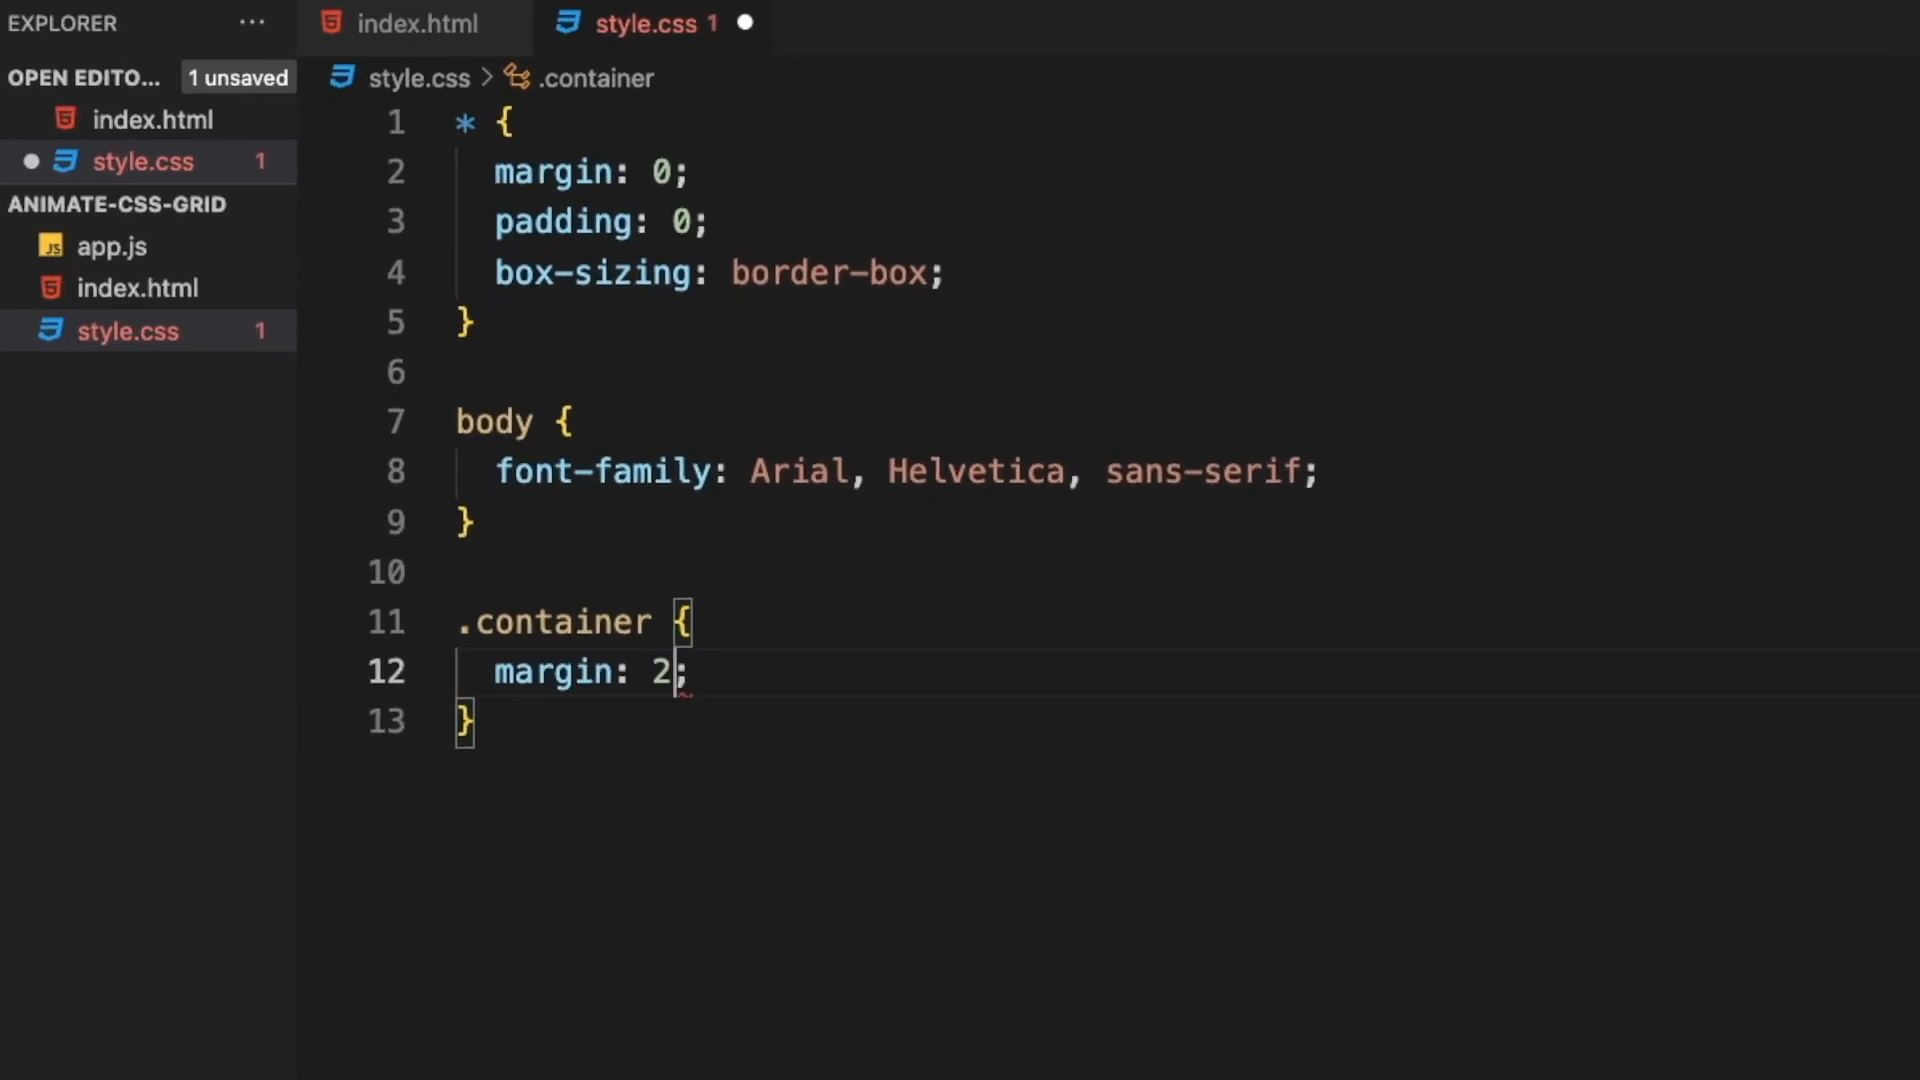 EXPLORER ...
OPEN EDITO... 1 unsaved
index.html
style.css 1
ANIMATE-CSS-GRID
JS app.js
index.html
style.css 1
index.html style.css 1
style.css > .container
1 * {
2 margin: 0;
3 padding: 0;
4 box-sizing: border-box;
5 }
6
7 body {
8 font-family: Arial, Helvetica, sans-serif;
9 }
10
11 .container {
12 margin: 2;
13 }